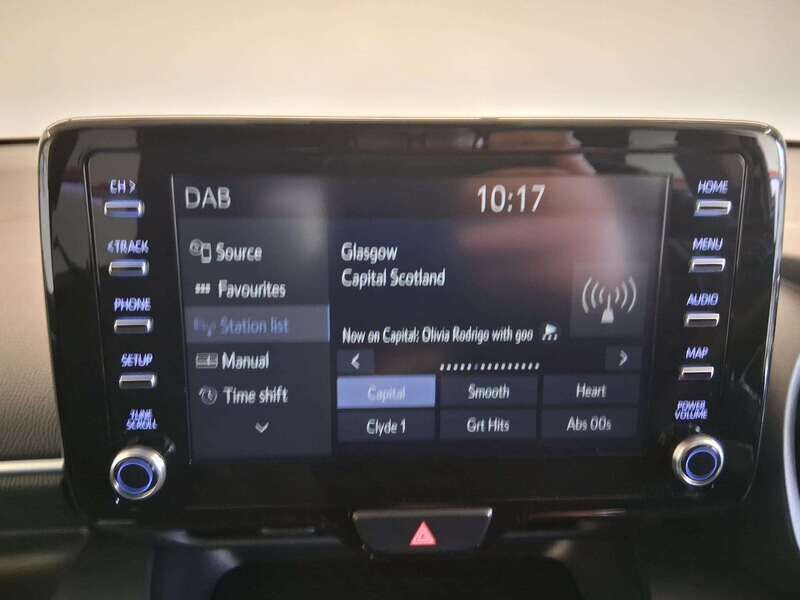 CH >
< TRACK
PHONE
SETUP
TUNE
SCROLL
DAB
10:17
Source
Favourites
Station list
Manual
Time shift
Glasgow
Capital Scotland
Now on Capital: Olivia Rodrigo with goo
Capital
Smooth
Heart
Clyde 1
Grt Hits
Abs 00s
HOME
MENU
AUDIO
MAP
POWER
VOLUME